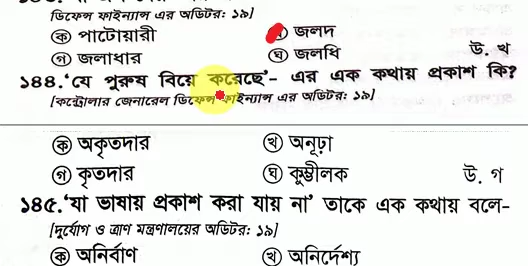 ডিফেন্স ফাইন্যান্স এর অডিটর: ১৯]
ক পাটোয়ারী জলদ
গ জলাধার ঘ জলধি উ. খ
১৪৪. ‘যে পুরুষ বিয়ে করেছে’- এর এক কথায় প্রকাশ কি?
[কন্ট্রোলার জেনারেল ডিফেন্স ফাইন্যান্স এর অডিটর: ১৯]
ক অকৃতদার খ অনূঢ়া
গ কৃতদার ঘ কুম্ভীলক উ. গ
১৪৫. ‘যা ভাষায় প্রকাশ করা যায় না’ তাকে এক কথায় বলে-
[দুর্যোগ ও ত্রাণ মন্ত্রণালয়ের অডিটর: ১৯]
ক অনির্বাণ খ অনির্দেশ্য